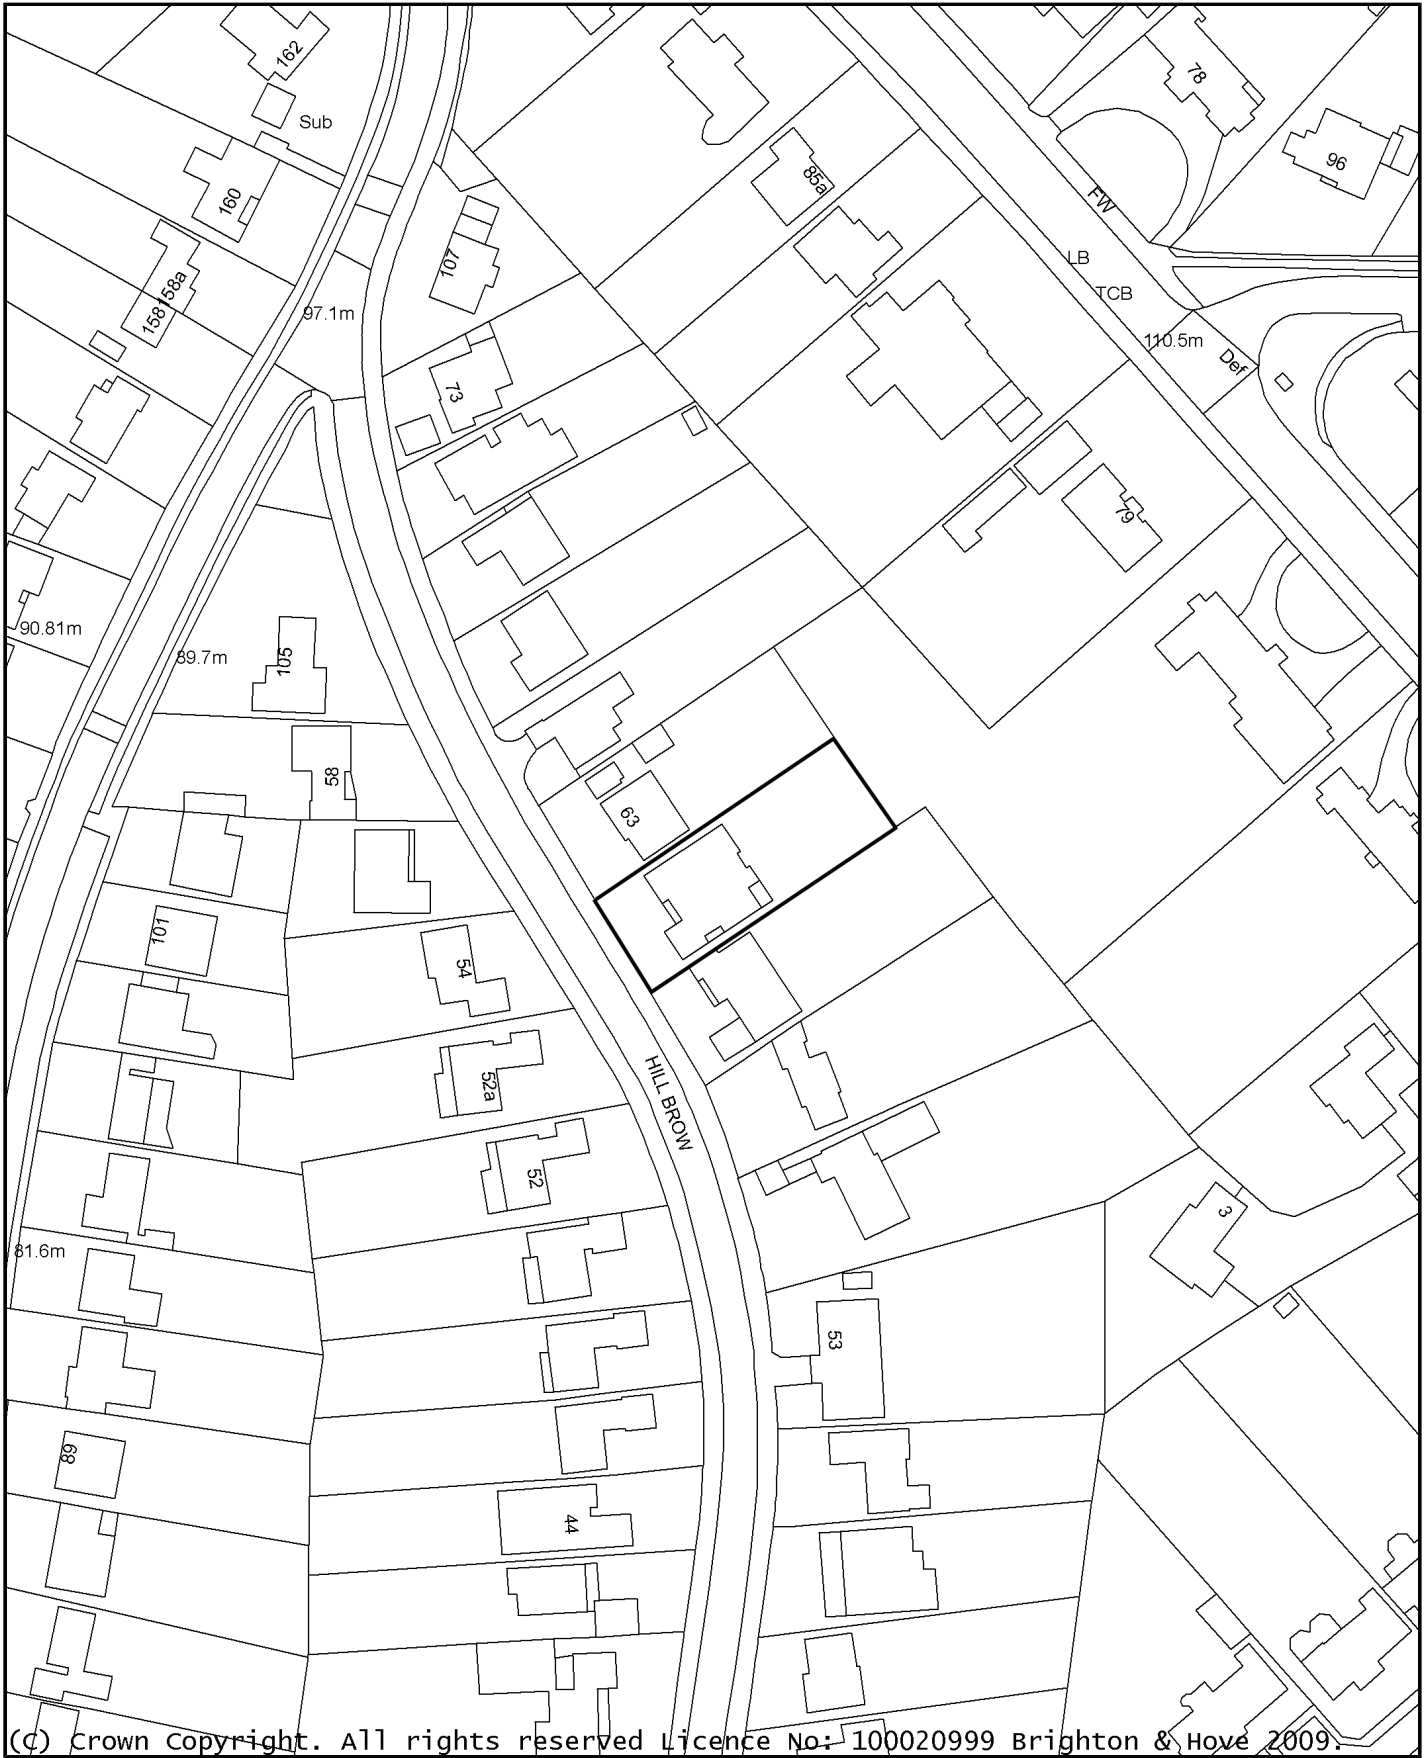 162
78
Sub
96
85a
160
FW
107
LB
158a
158
TCB
97.1m
110.5m
Def
73
79
90.81m
89.7m
105
58
63
101
54
HILL BROW
52a
52
3
81.6m
53
89
44
(c) Crown Copyright. All rights reserved Licence No: 100020999 Brighton & Hove 2009.